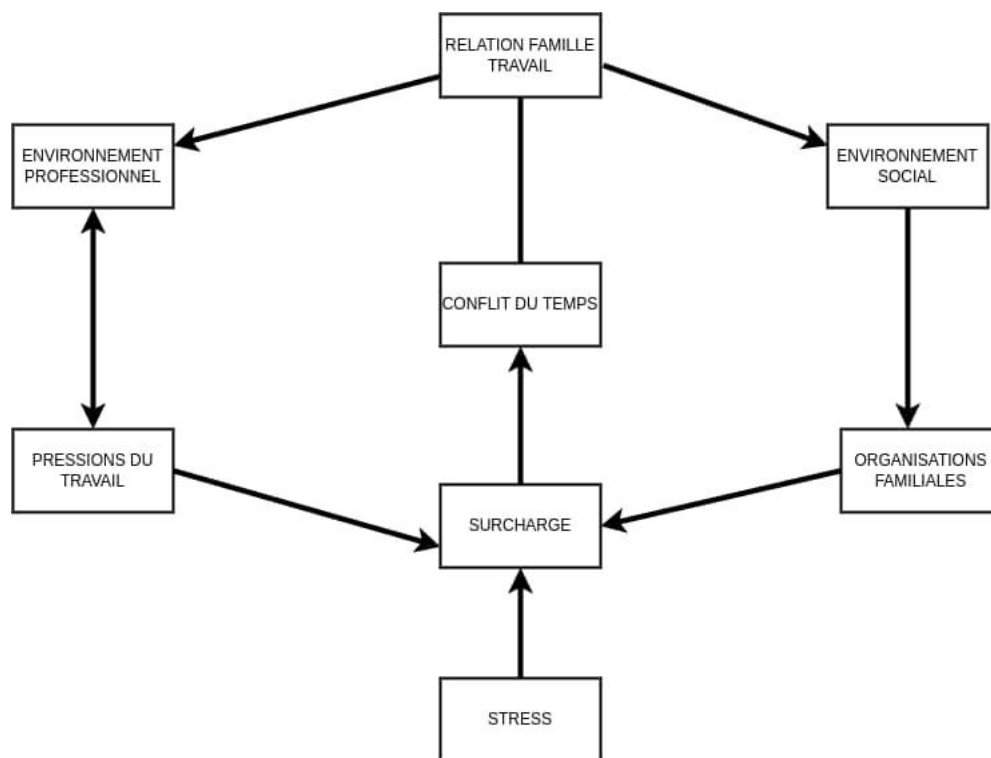 RELATION FAMILLE
TRAVAIL
ENVIRONNEMENT
PROFESSIONNEL
ENVIRONNEMENT
SOCIAL
CONFLIT DU TEMPS
PRESSIONS DU
TRAVAIL
ORGANISATIONS
FAMILIALES
SURCHARGE
STRESS